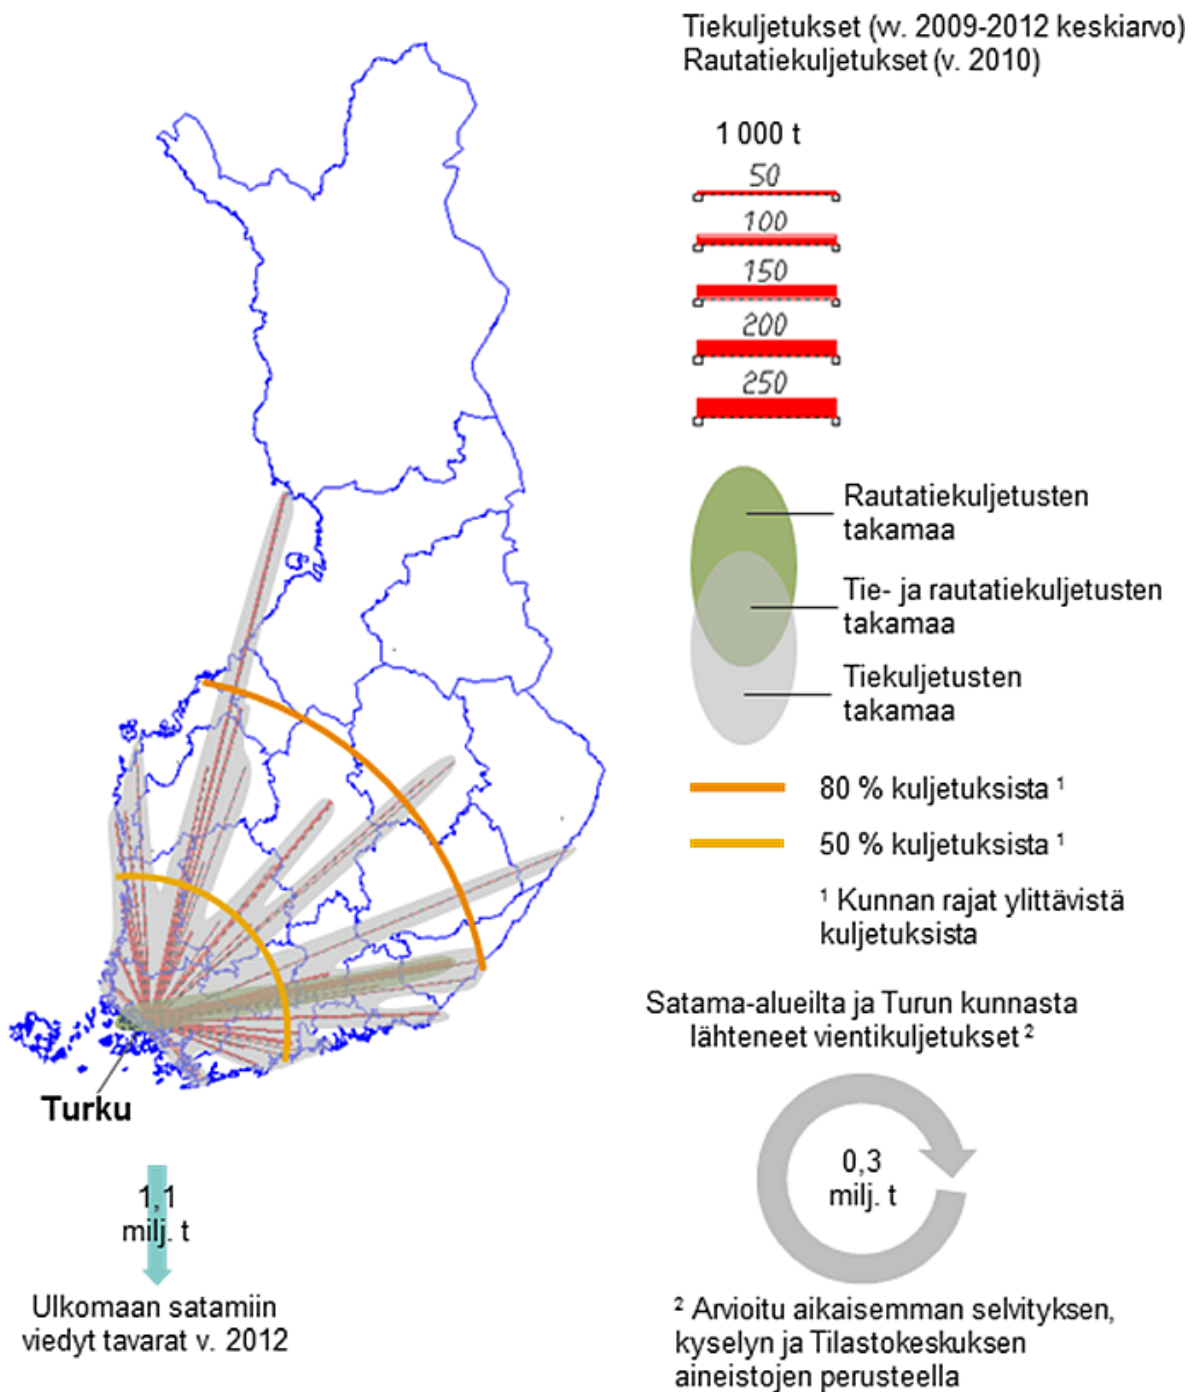 Tiekuljetukset (vv. 2009-2012 keskiarvo)
Rautatiekuljetukset (v. 2010)
1 000 t
50
100
150
200
250
Rautatiekuljetusten
takamaa
Tie- ja rautatiekuljetusten
takamaa
Tiekuljetusten
takamaa
80 % kuljetuksista ¹
50 % kuljetuksista ¹
¹ Kunnan rajat ylittävistä
kuljetuksista
Satama-alueilta ja Turun kunnasta
lähteneet vientikuljetukset ²
0,3
milj. t
² Arvioitu aikaisemman selvityksen,
kyselyn ja Tilastokeskuksen
aineistojen perusteella
Turku
1,1
milj. t
Ulkomaan satamiin
viedyt tavarat v. 2012